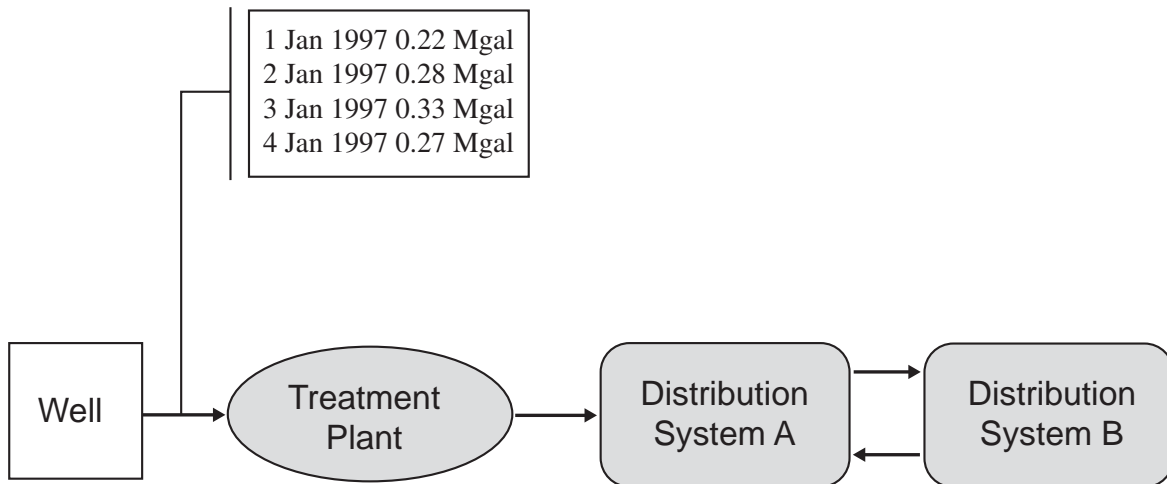 1 Jan 1997 0.22 Mgal
2 Jan 1997 0.28 Mgal
3 Jan 1997 0.33 Mgal
4 Jan 1997 0.27 Mgal
Well
Treatment
Plant
Distribution
System A
Distribution
System B